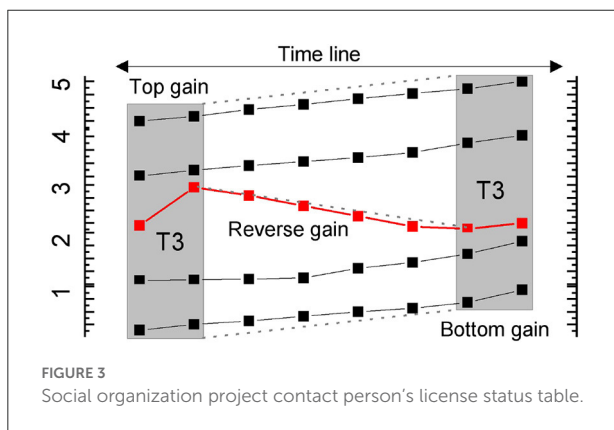 Time line
Top gain
5
4
3
2
1
T3
T3
Reverse gain
Bottom gain
FIGURE 3
Social organization project contact person's license status table.